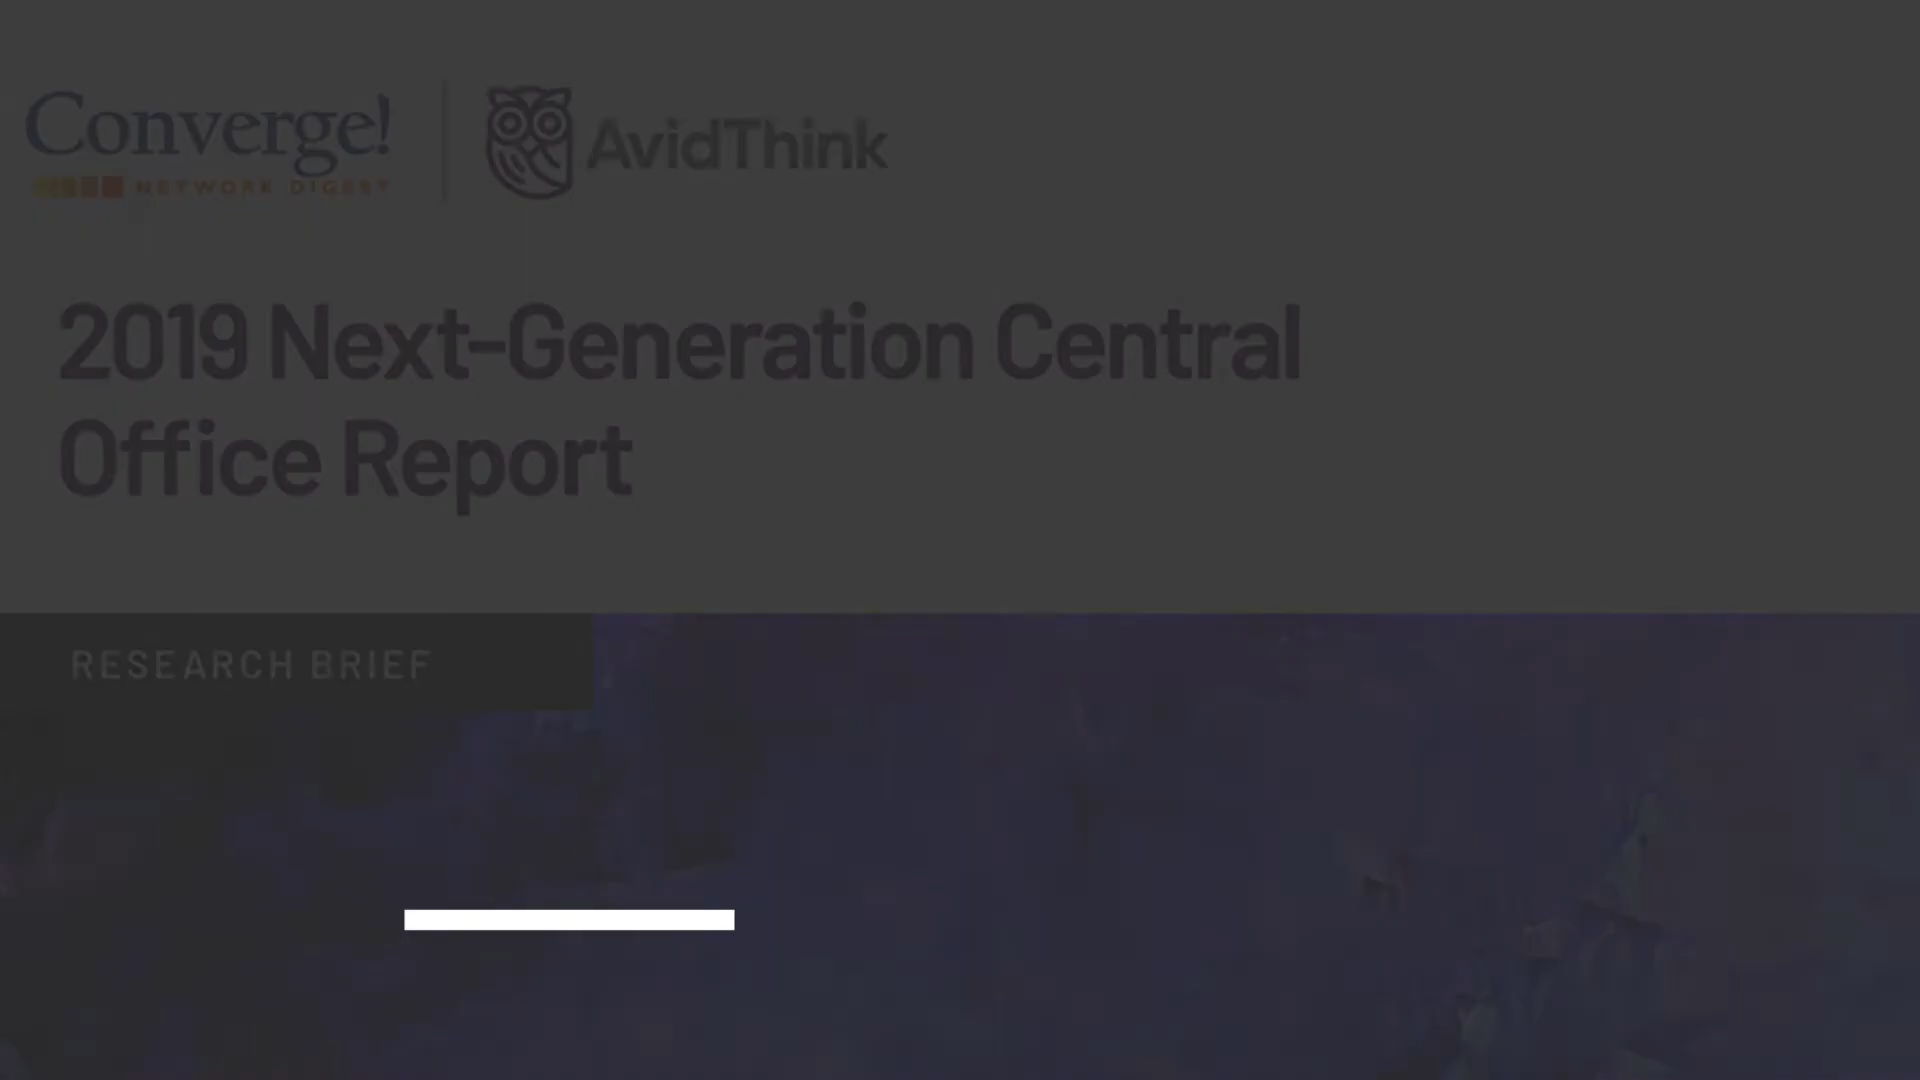 Converge!
NETWORK DIGEST
AvidThink
2019 Next-Generation Central
Office Report
RESEARCH BRIEF